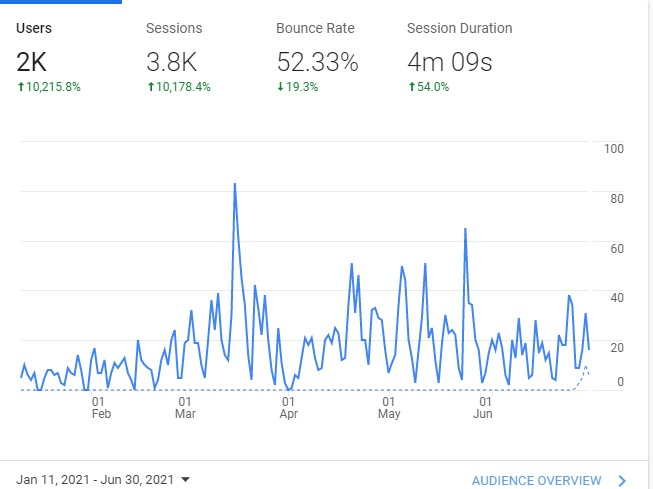 Users Sessions Bounce Rate Session Duration
2K 3.8K 52.33% 4m 09s
↑10,215.8% ↑10,178.4% ↓19.3% ↑54.0%
100
80
60
40
20
0
01 01 01 01 01
Feb Mar Apr May Jun
Jan 11, 2021 - Jun 30, 2021 AUDIENCE OVERVIEW